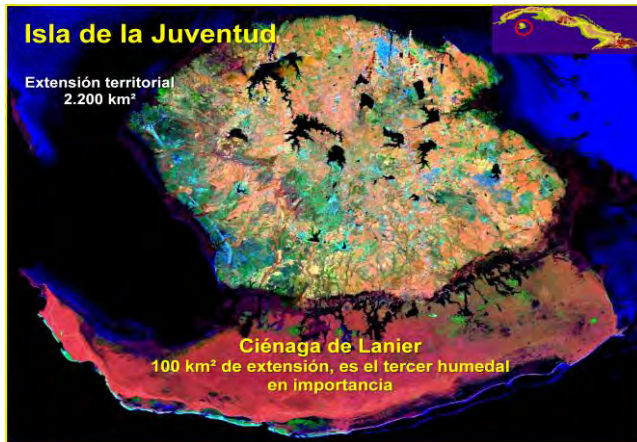 Isla de la Juventud
Extensión territorial
2.200 km²
Ciénaga de Lanier
100 km² de extensión, es el tercer humedal
en importancia